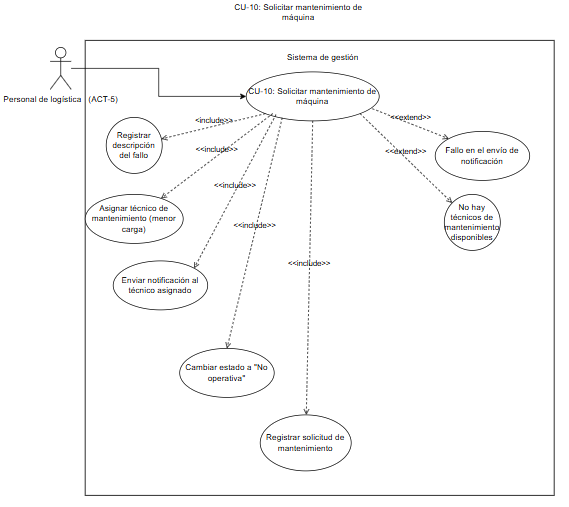 CU-10: Solicitar mantenimiento de
máquina
Sistema de gestión
Personal de logística   (ACT-5)
CU-10: Solicitar mantenimiento de
máquina
<<include>>
<<extend>>
Registrar
descripción
del fallo
<<include>>
<<extend>>
Fallo en el envío de
notificación
<<include>>
Asignar técnico de
mantenimiento (menor
carga)
<<include>>
No hay
técnicos de
mantenimiento
disponibles
<<include>>
Enviar notificación al
técnico asignado
Cambiar estado a "No
operativa"
Registrar solicitud de
mantenimiento